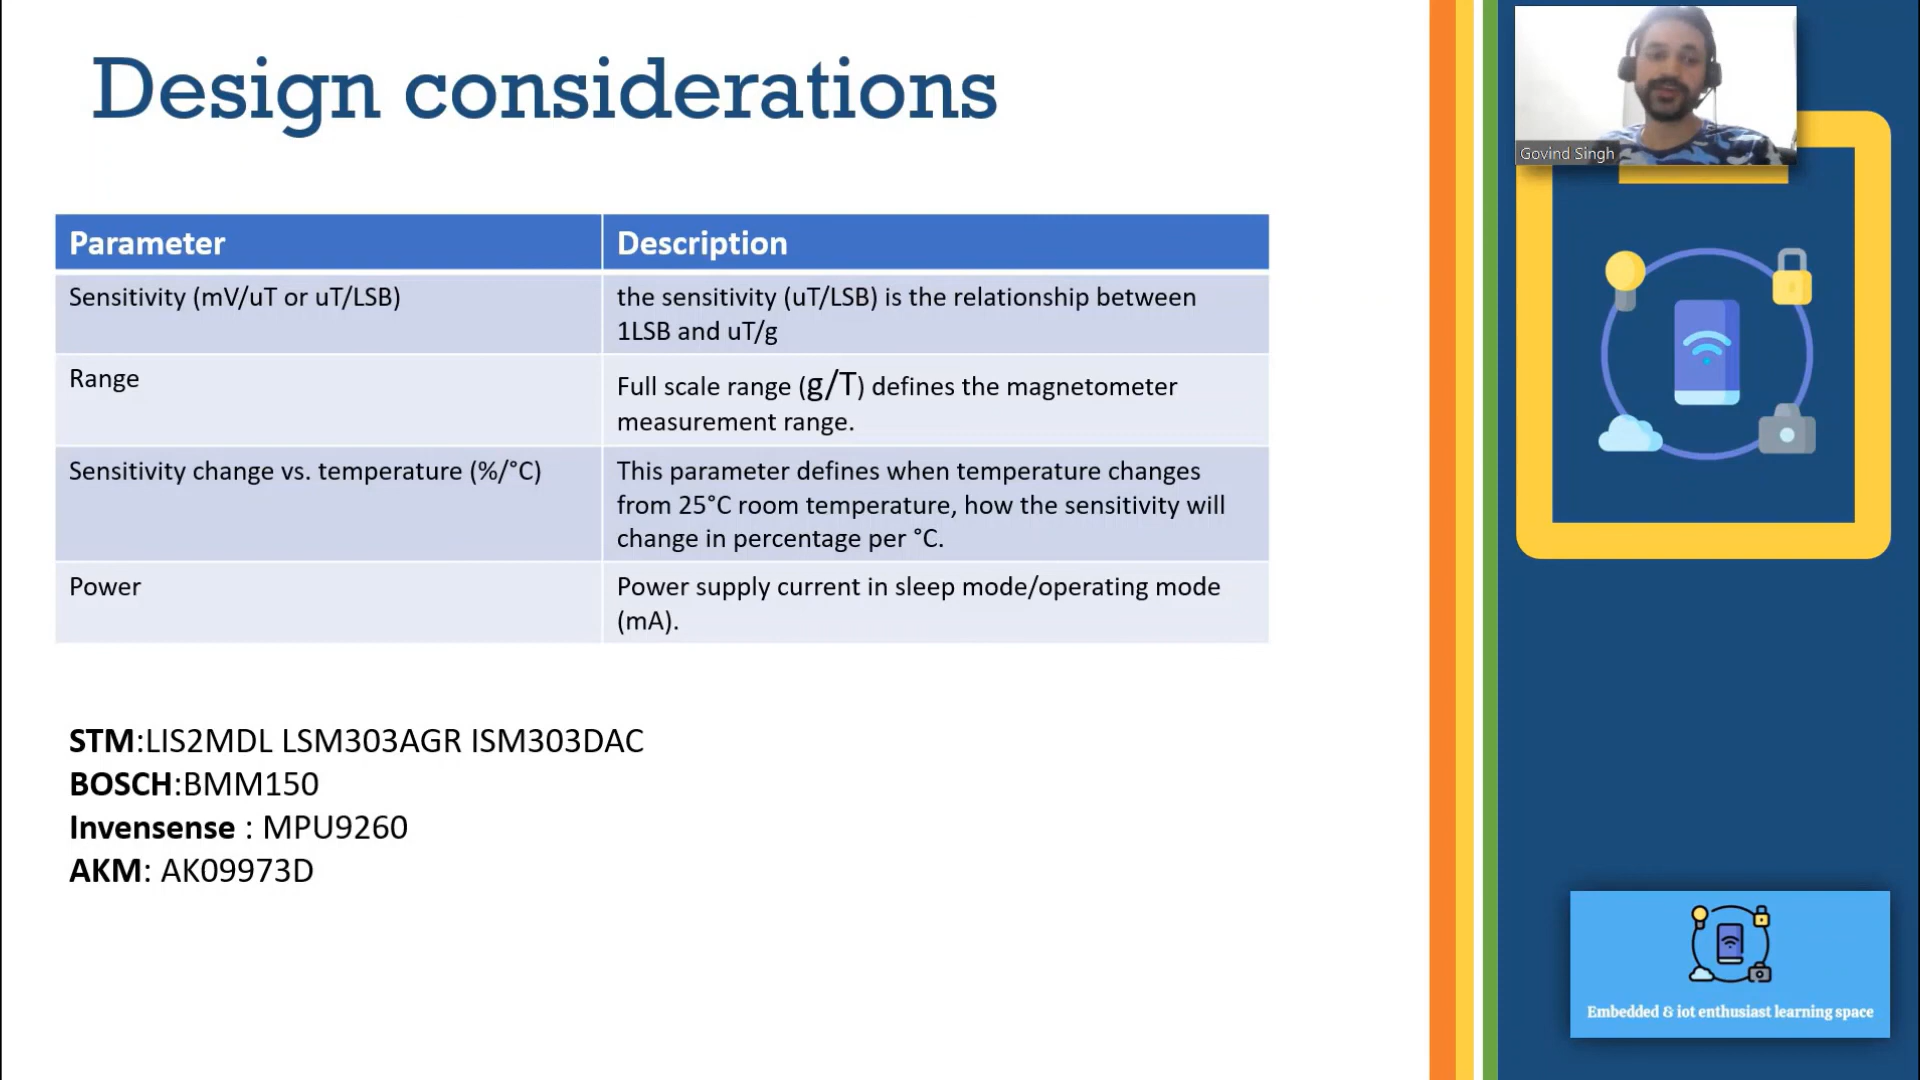 Design considerations
Govind Singh
Parameter
Description
Sensitivity (mV/uT or uT/LSB)
the sensitivity (uT/LSB) is the relationship between
1LSB and uT/g
Range
Full scale range (g/T) defines the magnetometer
measurement range.
Sensitivity change vs. temperature (%/°C)
This parameter defines when temperature changes
from 25°C room temperature, how the sensitivity will
change in percentage per °C.
Power
Power supply current in sleep mode/operating mode
(mA).
STM:LIS2MDL LSM303AGR ISM303DAC
BOSCH:BMM150
Invensense : MPU9260
AKM: AK09973D
Embedded & iot enthusiast learning space